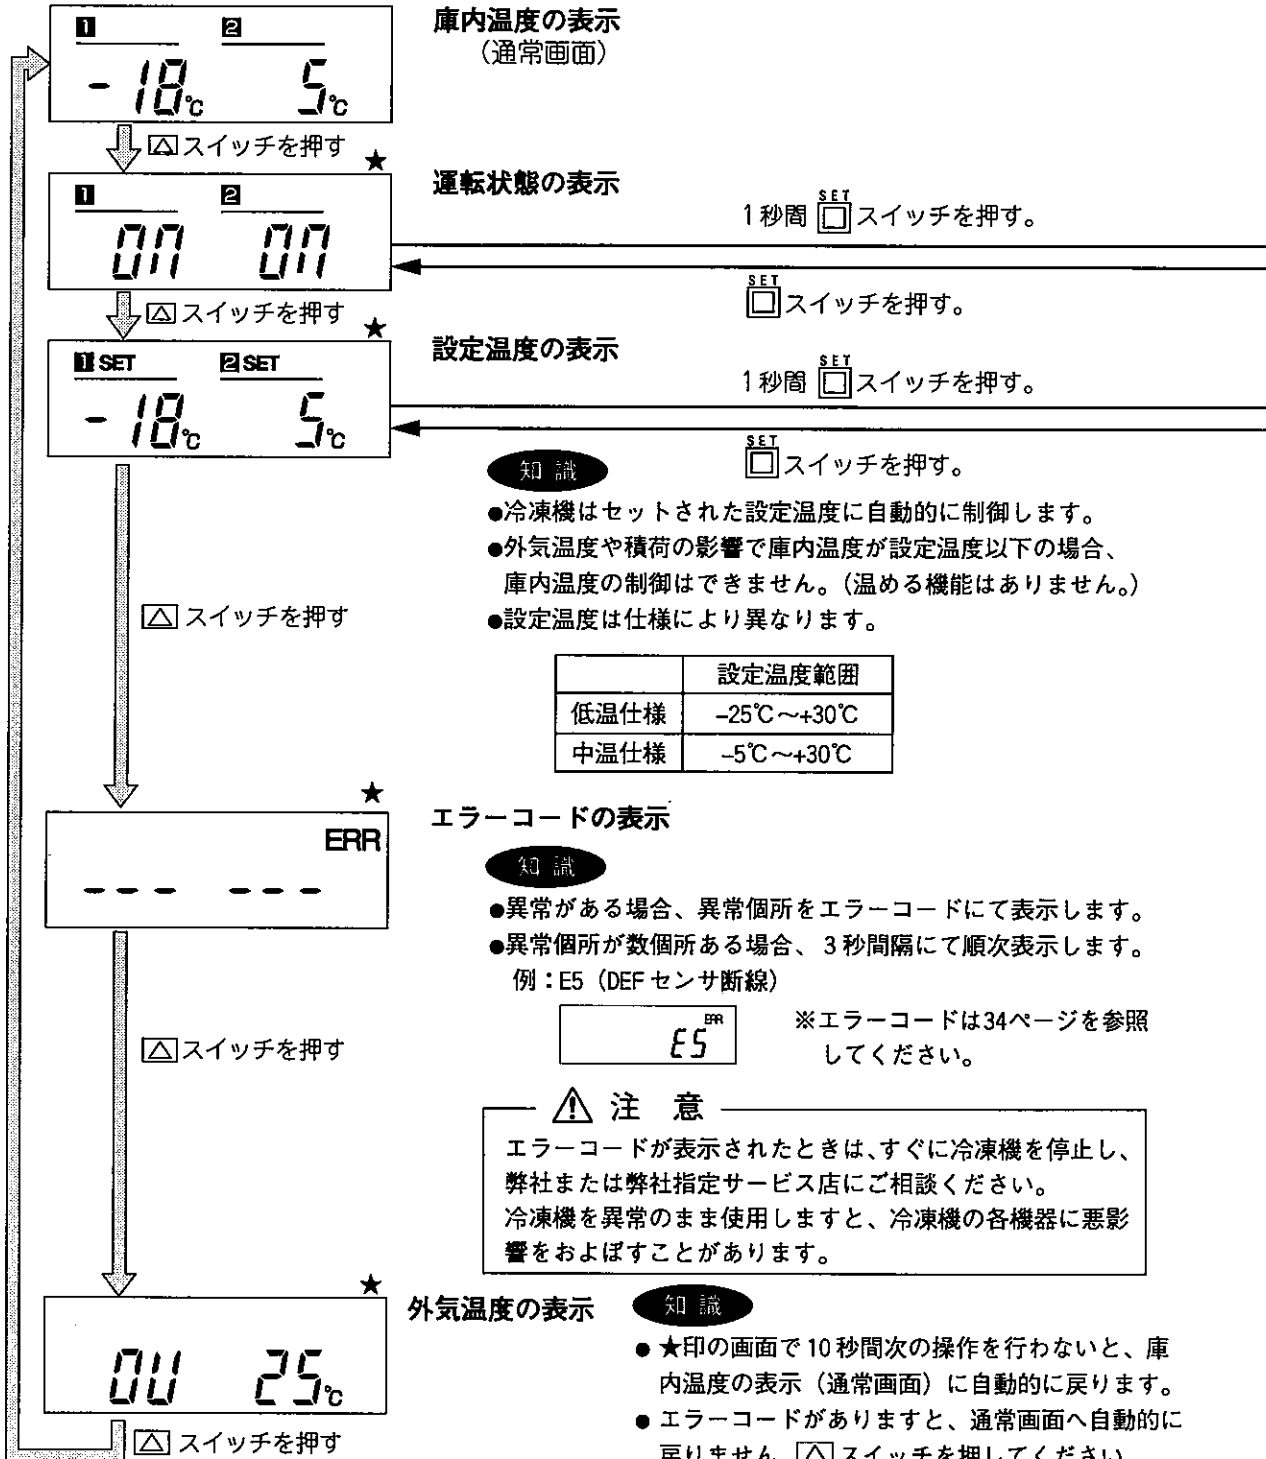 庫内温度の表示
（通常画面）
1 2
-18℃ 5℃
△スイッチを押す
★
運転状態の表示
1 2
ON ON
1秒間 SET スイッチを押す。
SET スイッチを押す。
△スイッチを押す
★
設定温度の表示
1 SET 2 SET
-18℃ 5℃
1秒間 SET スイッチを押す。
SET スイッチを押す。
知 識
●冷凍機はセットされた設定温度に自動的に制御します。
●外気温度や積荷の影響で庫内温度が設定温度以下の場合、
庫内温度の制御はできません。（温める機能はありません。）
●設定温度は仕様により異なります。
△スイッチを押す
設定温度範囲
低温仕様 –25℃～+30℃
中温仕様 –5℃～+30℃
★
エラーコードの表示
ERR
--- ---
知 識
●異常がある場合、異常個所をエラーコードにて表示します。
●異常個所が数個所ある場合、3秒間隔にて順次表示します。
例：E5（DEFセンサ断線）
ERR
E5
※エラーコードは34ページを参照
してください。
△スイッチを押す
⚠ 注 意
エラーコードが表示されたときは、すぐに冷凍機を停止し、
弊社または弊社指定サービス店にご相談ください。
冷凍機を異常のまま使用しますと、冷凍機の各機器に悪影
響をおよぼすことがあります。
★
外気温度の表示
OU 25℃
知 識
●★印の画面で10秒間次の操作を行わないと、庫
内温度の表示（通常画面）に自動的に戻ります。
●エラーコードがありますと、通常画面へ自動的に
戻りません。△スイッチを押してください
△スイッチを押す